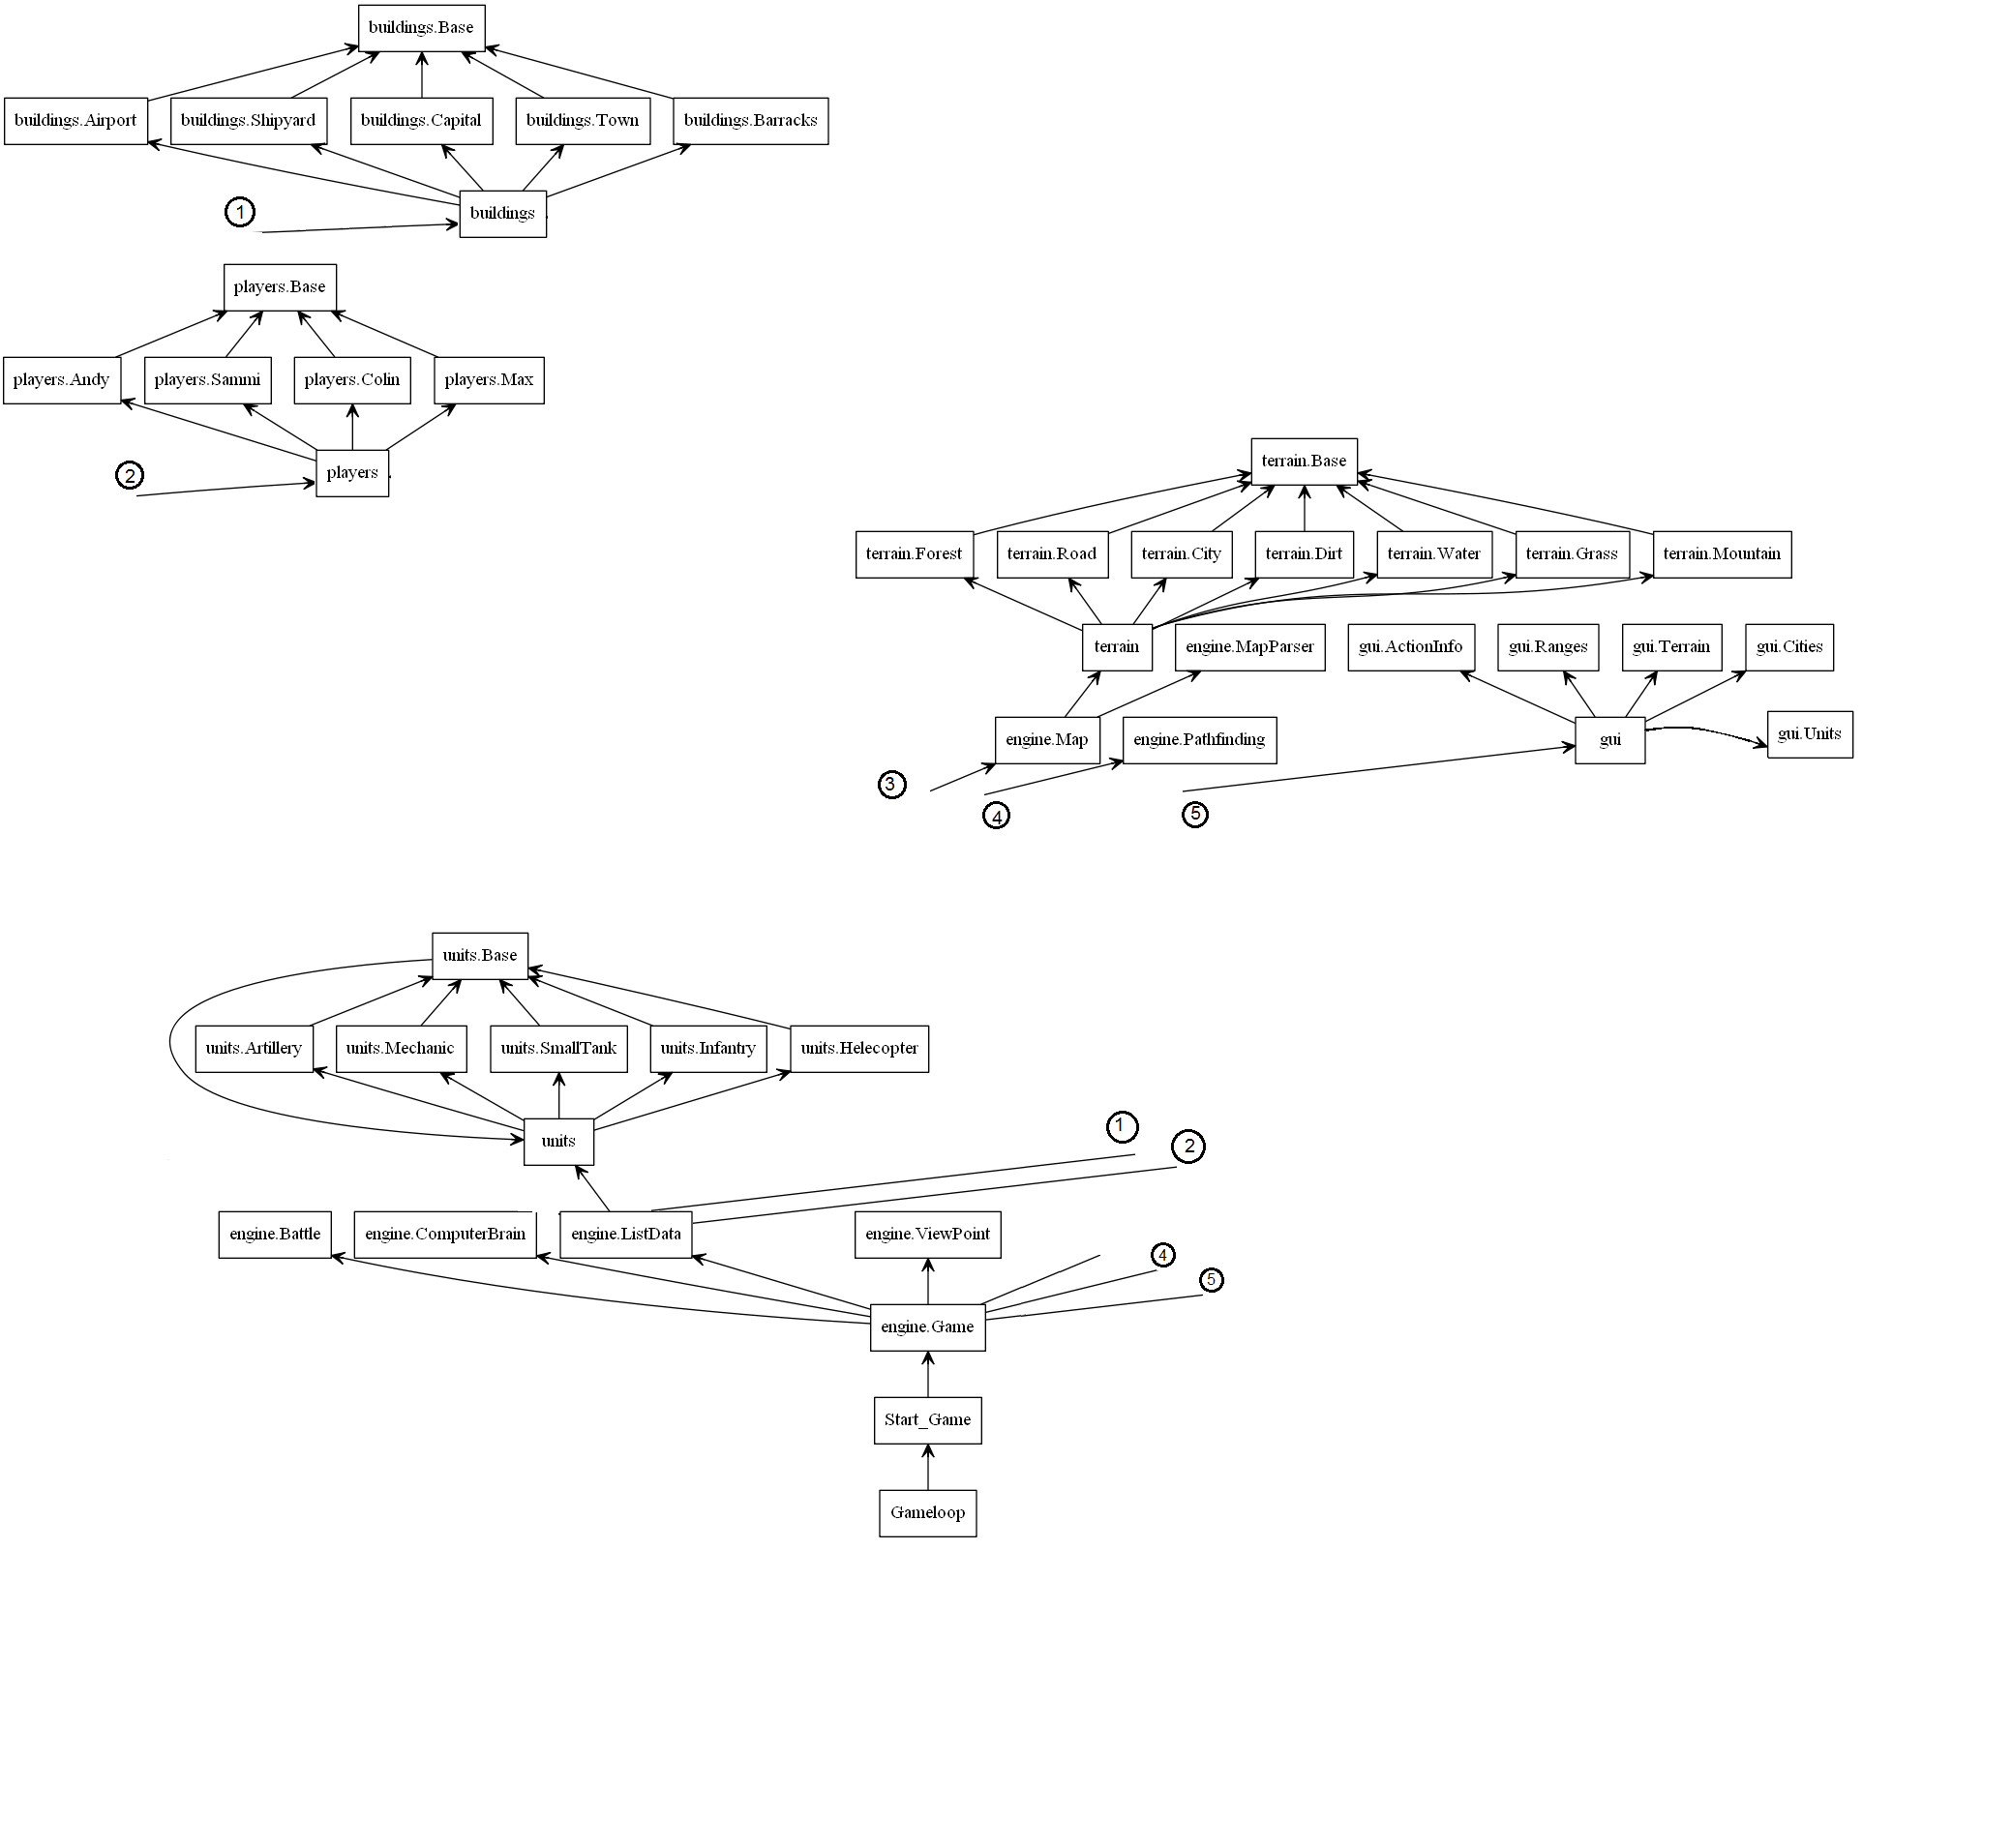 buildings.Base
buildings.Airport
buildings.Shipyard
buildings.Capital
buildings.Town
buildings.Barracks
1
buildings
players.Base
players.Andy
players.Sammi
players.Colin
players.Max
2
players
terrain.Base
terrain.Forest
terrain.Road
terrain.City
terrain.Dirt
terrain.Water
terrain.Grass
terrain.Mountain
terrain
engine.MapParser
gui.ActionInfo
gui.Ranges
gui.Terrain
gui.Cities
engine.Map
engine.Pathfinding
gui
gui.Units
3
4
5
units.Base
units.Artillery
units.Mechanic
units.SmallTank
units.Infantry
units.Helecopter
units
1
2
engine.Battle
engine.ComputerBrain
engine.ListData
engine.ViewPoint
4
5
engine.Game
Start_Game
Gameloop